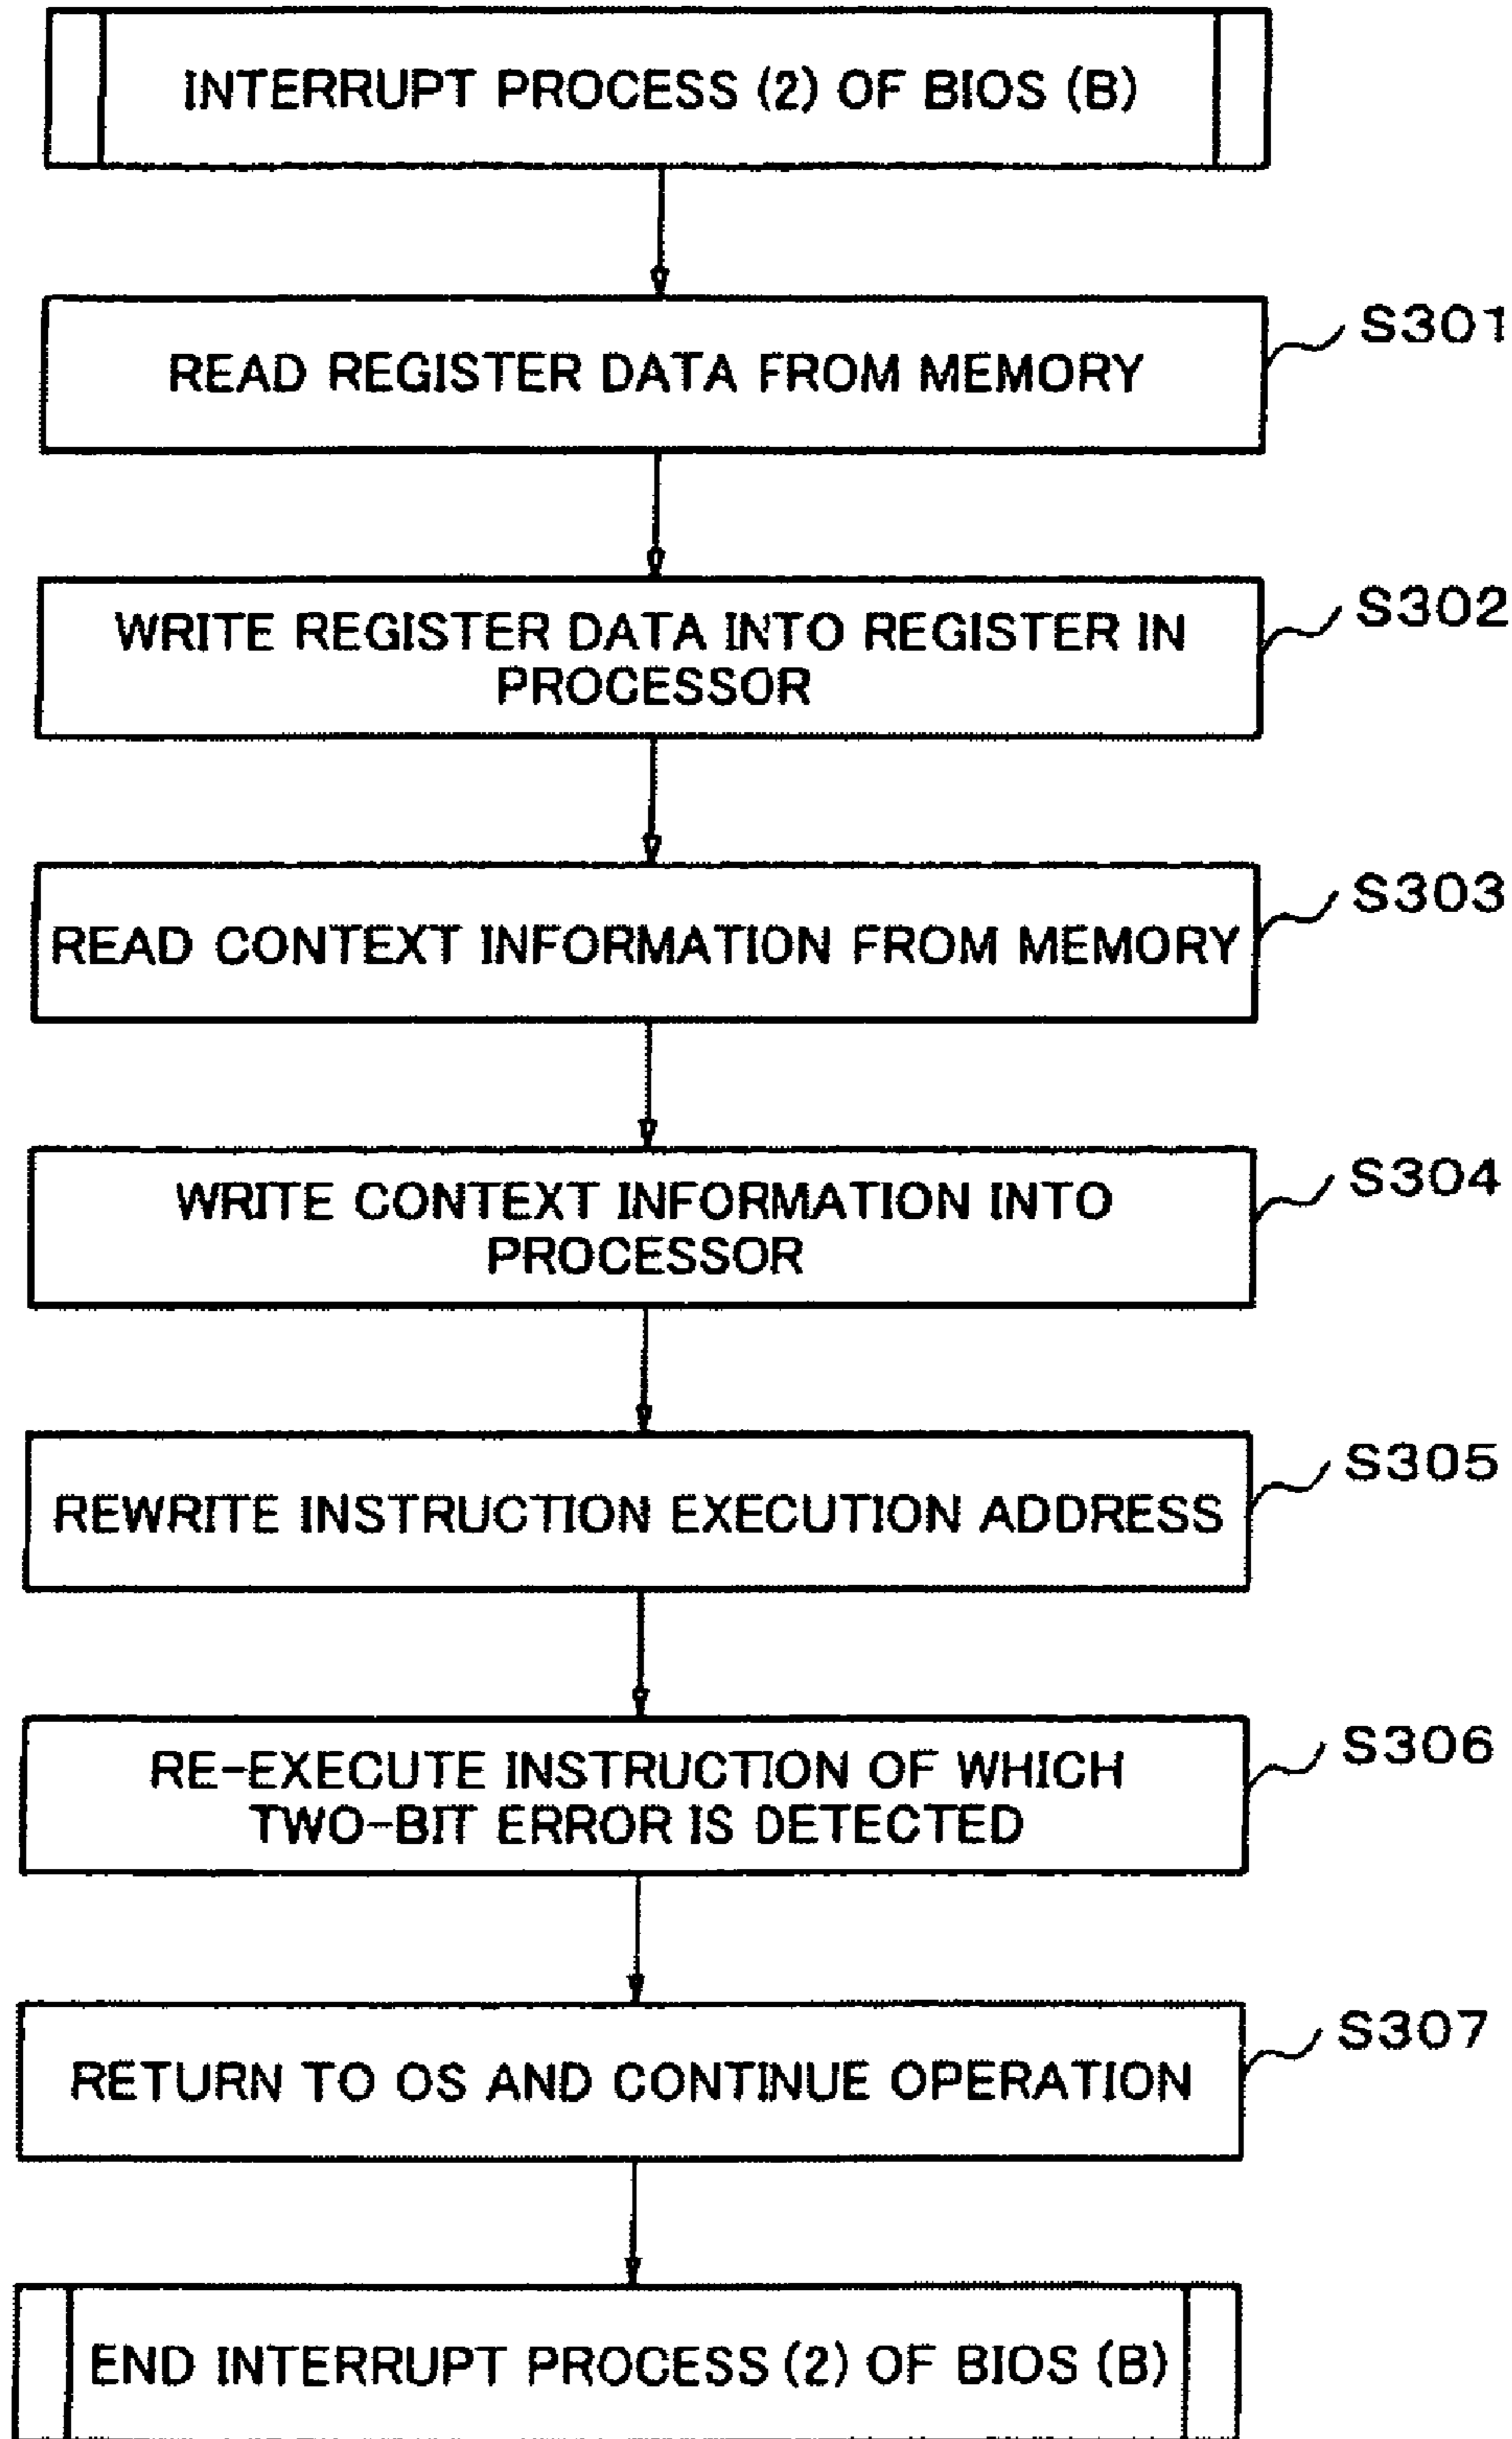 INTERRUPT PROCESS (2) OF BIOS (B)
S301
READ REGISTER DATA FROM MEMORY
S302
WRITE REGISTER DATA INTO REGISTER IN
PROCESSOR
S303
READ CONTEXT INFORMATION FROM MEMORY
S304
WRITE CONTEXT INFORMATION INTO
PROCESSOR
S305
REWRITE INSTRUCTION EXECUTION ADDRESS
S306
RE-EXECUTE INSTRUCTION OF WHICH
TWO-BIT ERROR IS DETECTED
S307
RETURN TO OS AND CONTINUE OPERATION
END INTERRUPT PROCESS (2) OF BIOS (B)